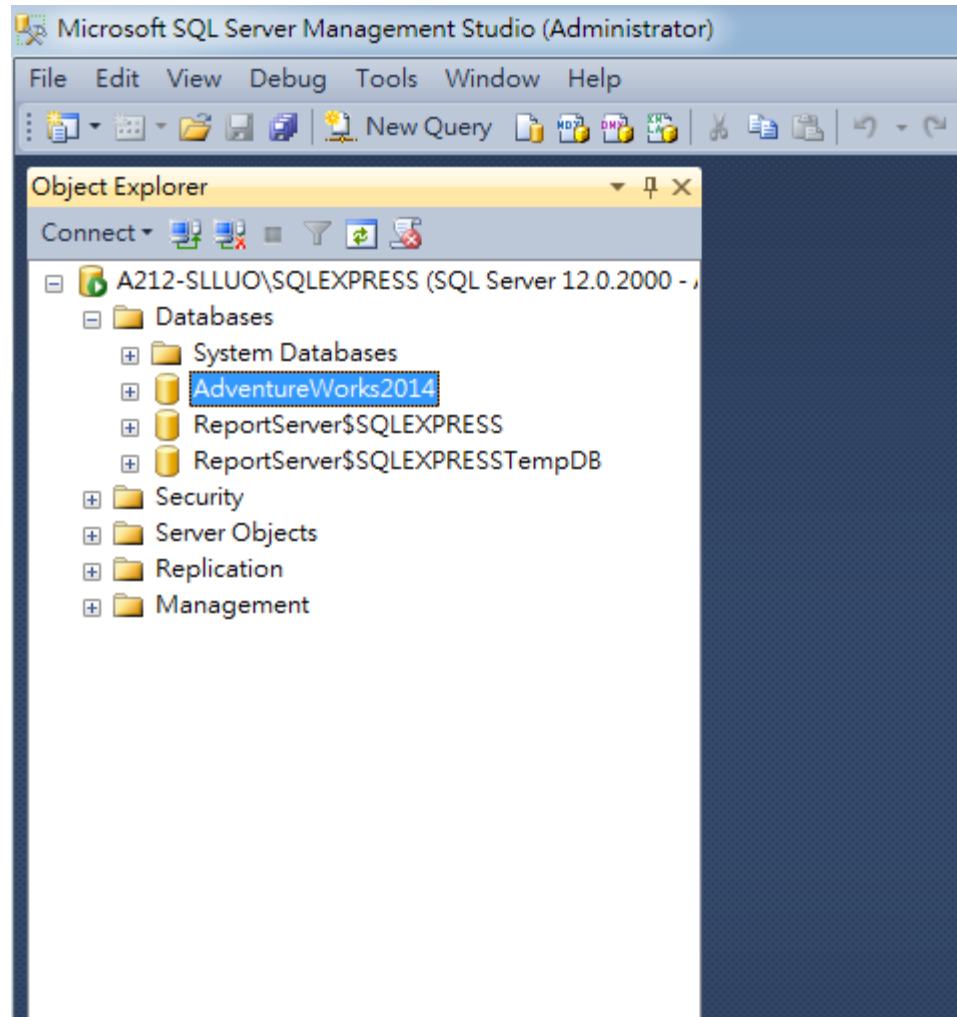 Microsoft SQL Server Management Studio (Administrator)
File Edit View Debug Tools Window Help
New Query
Object Explorer
Connect
A212-SLLUO\SQLEXPRESS (SQL Server 12.0.2000 -
Databases
System Databases
AdventureWorks2014
ReportServer$SQLEXPRESS
ReportServer$SQLEXPRESSTempDB
Security
Server Objects
Replication
Management